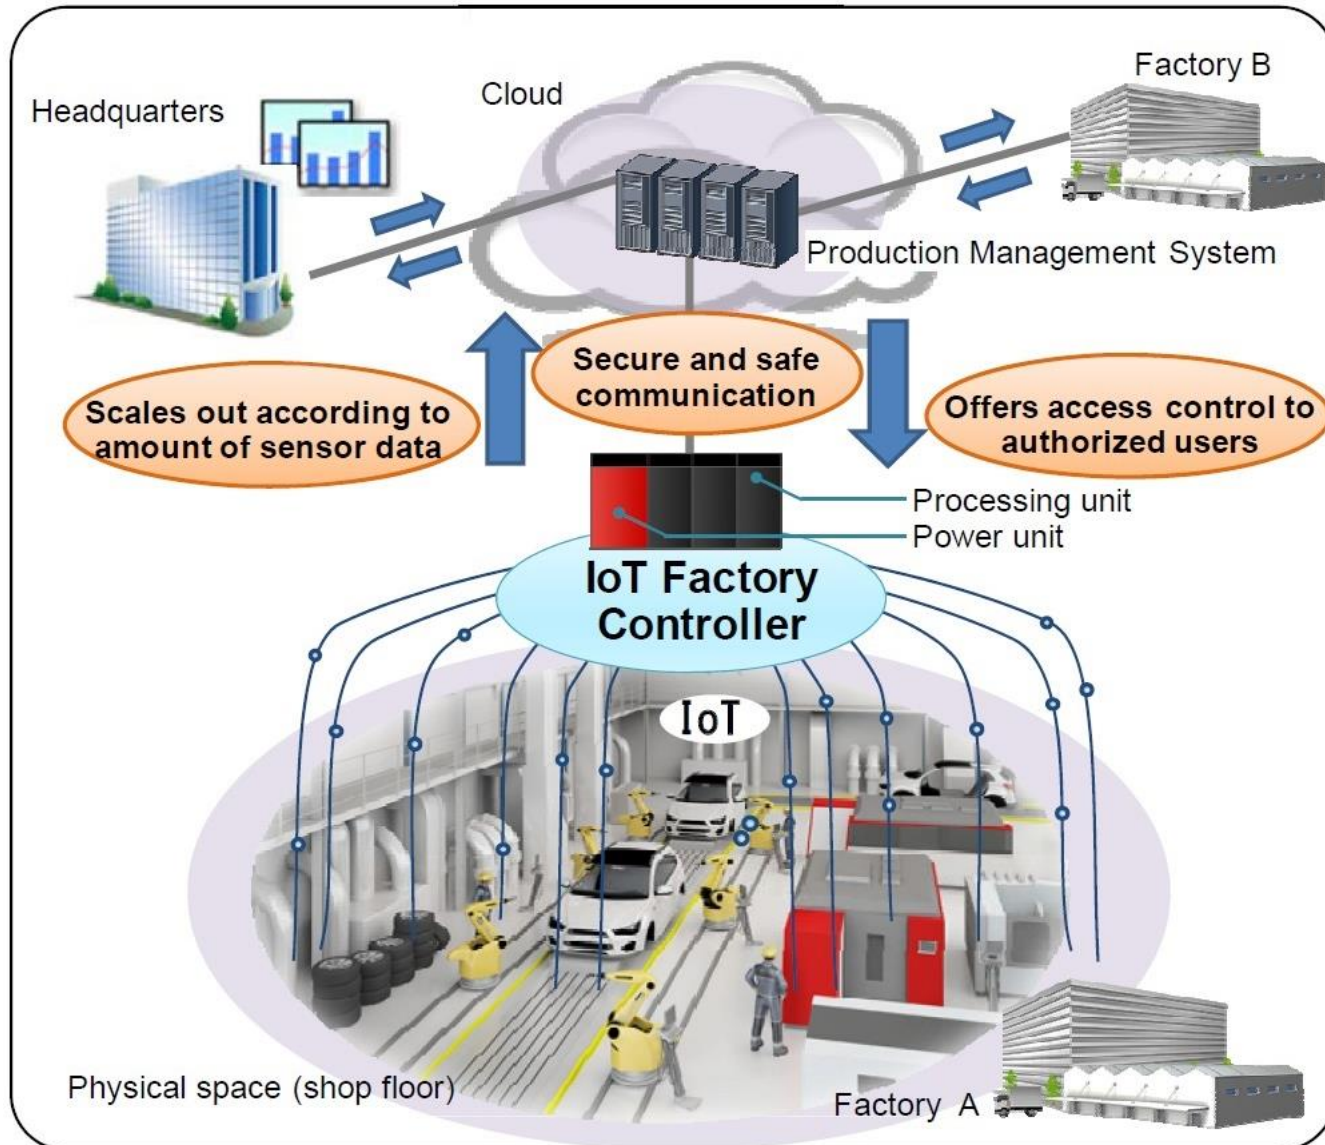 Factory B
Cloud
Headquarters
Production Management System
Secure and safe
communication
Scales out according to
amount of sensor data
Offers access control to
authorized users
Processing unit
Power unit
IoT Factory
Controller
IoT
Physical space (shop floor)
Factory A